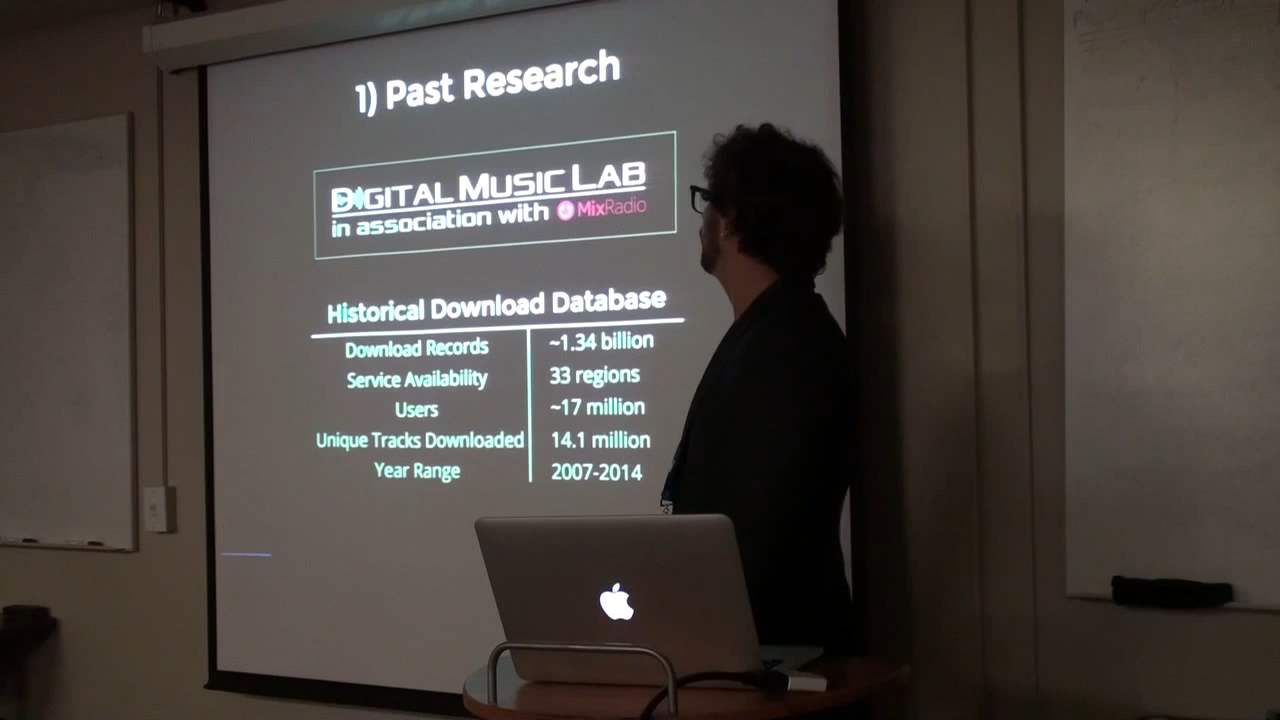 1) Past Research
DIGITAL MUSIC LAB
in association with MixRadio
Historical Download Database
Download Records ~1.34 billion
Service Availability 33 regions
Users ~17 million
Unique Tracks Downloaded 14.1 million
Year Range 2007-2014